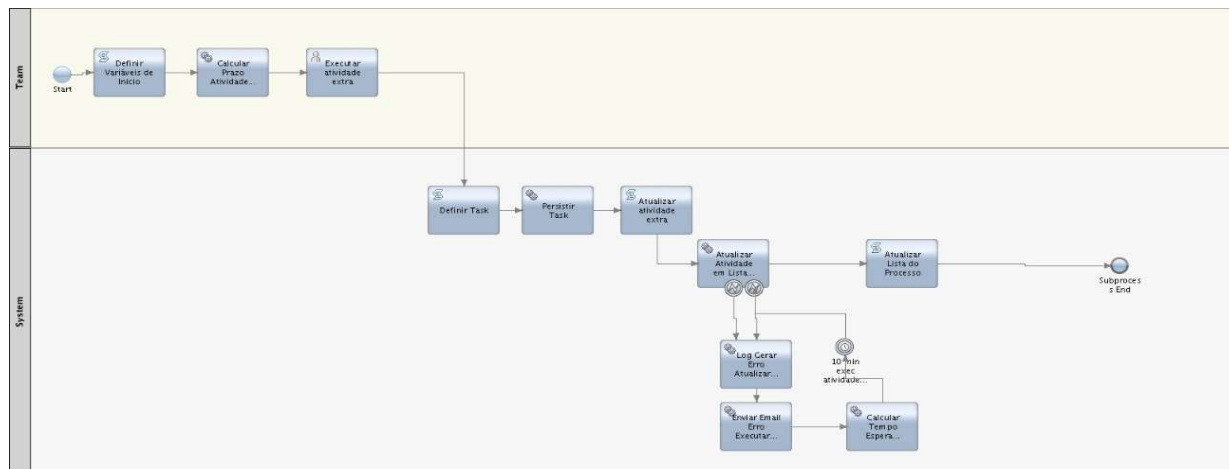 Team
Start
Definir
Variáveis de
Início
Calcular
Prazo
Atividade...
Executar
atividade
extra
System
Definir Task
Persistir
Task
Atualizar
atividade
extra
Atualizar
Atividade
em Lista...
Atualizar
Lista do
Processo
Subproces
s End
Log Gerar
Erro
Atualizar...
10 min
exec
atividade...
Enviar Email
Erro
Executar...
Calcular
Tempo
Espera...